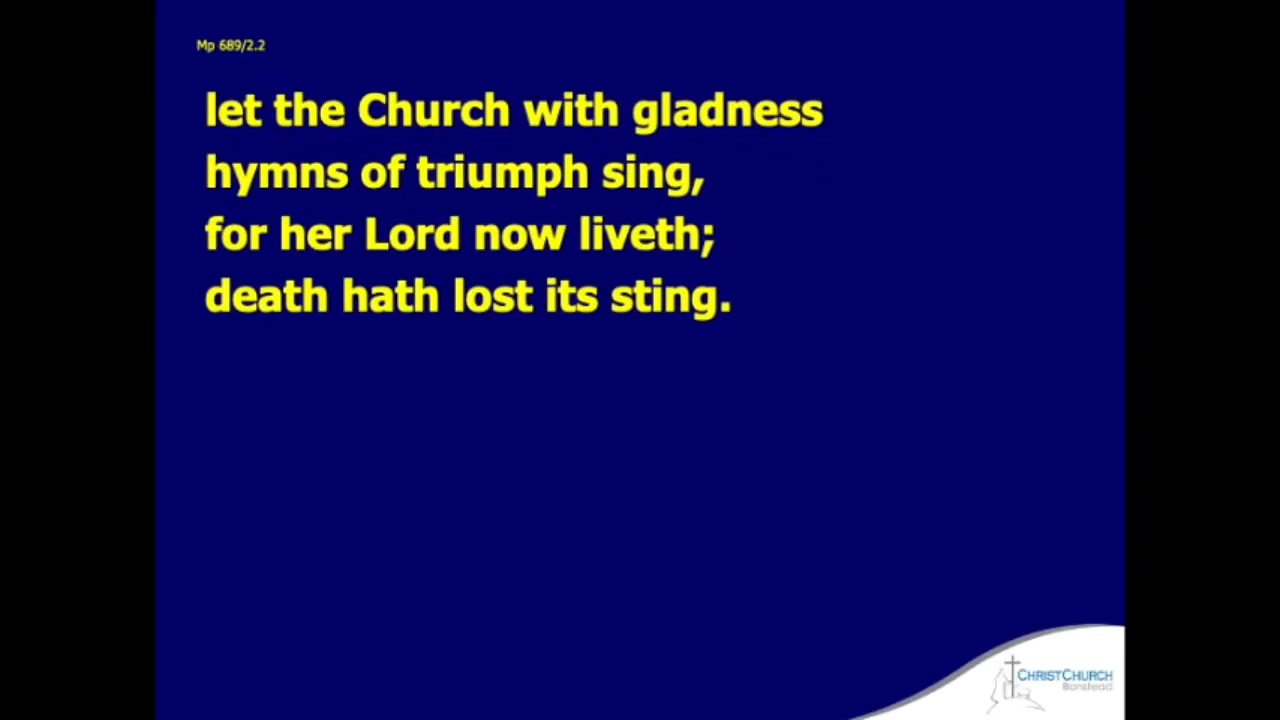 Mp 689/2.2
let the Church with gladness
hymns of triumph sing,
for her Lord now liveth;
death hath lost its sting.
CHRISTCHURCH
Banstead